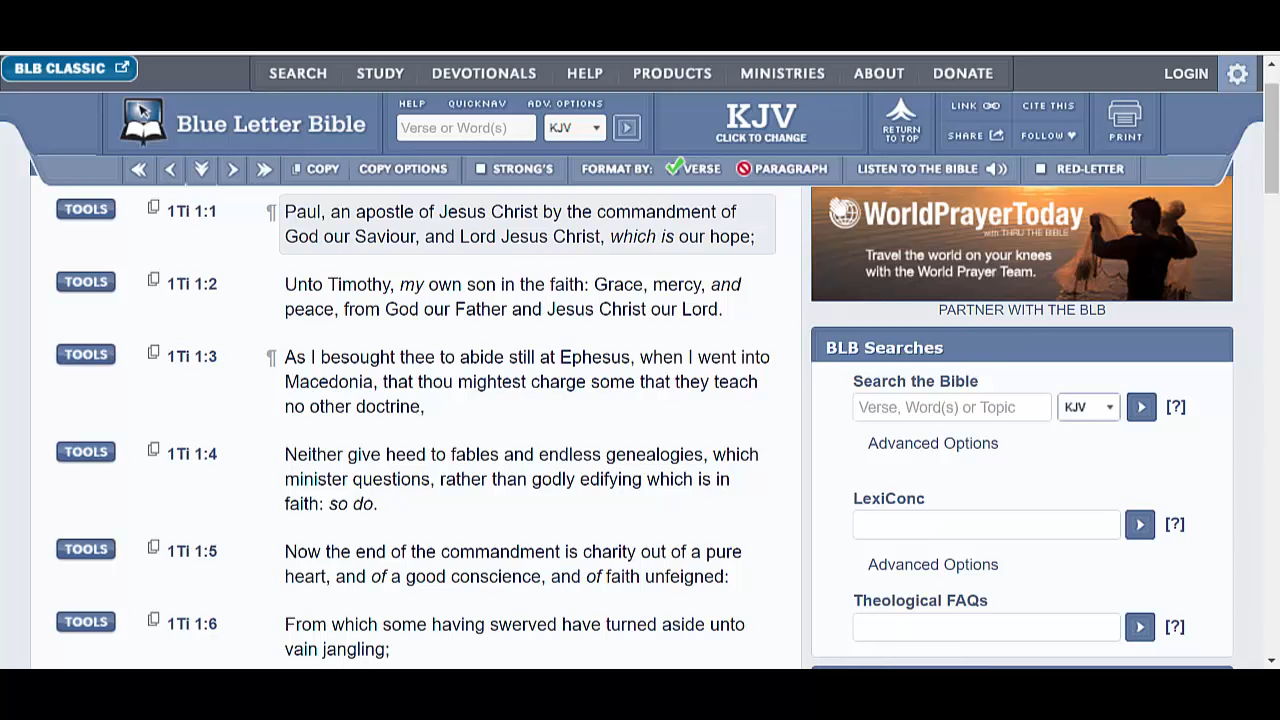 BLB CLASSIC
SEARCH STUDY DEVOTIONALS HELP PRODUCTS MINISTRIES ABOUT DONATE LOGIN
Blue Letter Bible
HELP QUICKNAV ADV. OPTIONS
Verse or Word(s) KJV
KJV
CLICK TO CHANGE
RETURN
TO TOP
LINK CITE THIS
SHARE FOLLOW
PRINT
COPY COPY OPTIONS STRONG'S FORMAT BY: VERSE PARAGRAPH LISTEN TO THE BIBLE RED-LETTER
TOOLS 1Ti 1:1 ¶ Paul, an apostle of Jesus Christ by the commandment of
God our Saviour, and Lord Jesus Christ, which is our hope;
TOOLS 1Ti 1:2 Unto Timothy, my own son in the faith: Grace, mercy, and
peace, from God our Father and Jesus Christ our Lord.
TOOLS 1Ti 1:3 ¶ As I besought thee to abide still at Ephesus, when I went into
Macedonia, that thou mightest charge some that they teach
no other doctrine,
TOOLS 1Ti 1:4 Neither give heed to fables and endless genealogies, which
minister questions, rather than godly edifying which is in
faith: so do.
TOOLS 1Ti 1:5 Now the end of the commandment is charity out of a pure
heart, and of a good conscience, and of faith unfeigned:
TOOLS 1Ti 1:6 From which some having swerved have turned aside unto
vain jangling;
WorldPrayerToday
with THRU THE BIBLE
Travel the world on your knees
with the World Prayer Team.
PARTNER WITH THE BLB
BLB Searches
Search the Bible
Verse, Word(s) or Topic KJV [?]
Advanced Options
LexiConc
[?]
Advanced Options
Theological FAQs
[?]